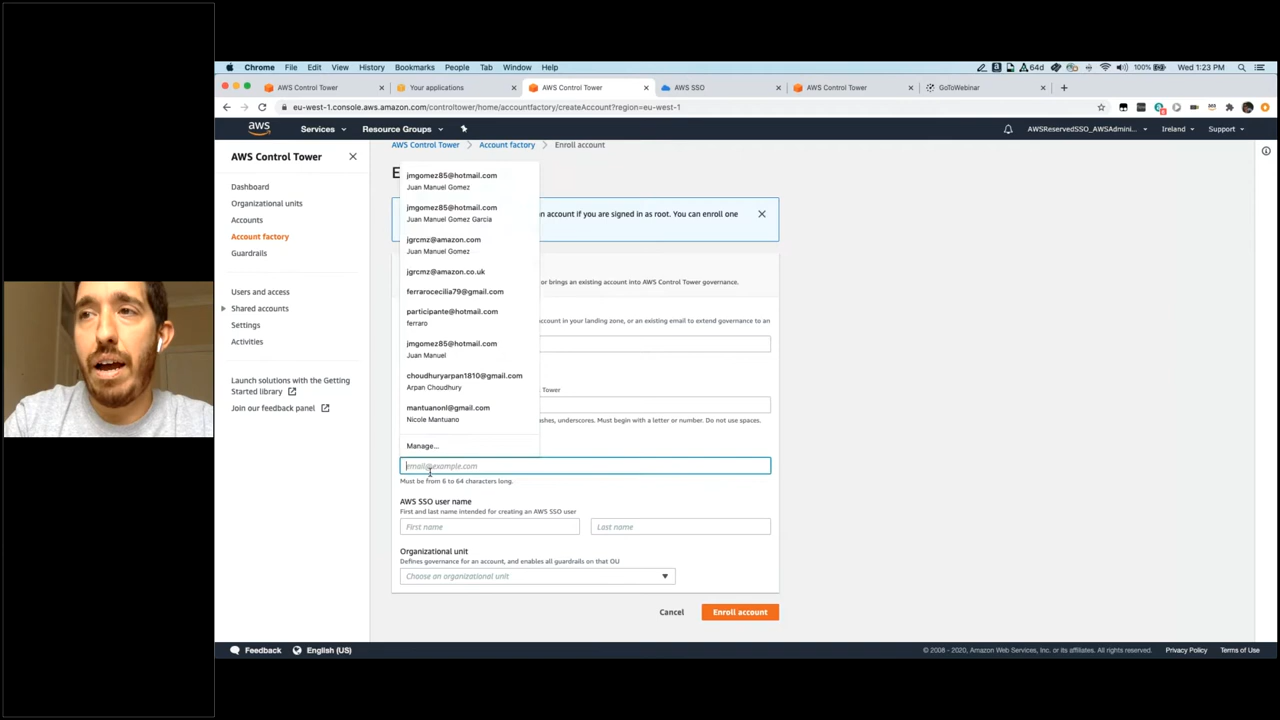 Chrome File Edit View History Bookmarks People Tab Window Help
64d 100% Wed 1:23 PM
AWS Control Tower
Your applications
AWS Control Tower
AWS SSO
AWS Control Tower
GoToWebinar
eu-west-1.console.aws.amazon.com/controltower/home/accountfactory/createAccount?region=eu-west-1
aws Services Resource Groups AWSReservedSSO_AWSAdmini... Ireland Support
AWS Control Tower
Dashboard
Organizational units
Accounts
Account factory
Guardrails
Users and access
Shared accounts
Settings
Activities
Launch solutions with the Getting
Started library
Join our feedback panel
AWS Control Tower > Account factory > Enroll account
E
n account if you are signed in as root. You can enroll one
or brings an existing account into AWS Control Tower governance.
account in your landing zone, or an existing email to extend governance to an
Tower
ashes, underscores. Must begin with a letter or number. Do not use spaces.
jmgomez85@hotmail.com
Juan Manuel Gomez
jmgomez85@hotmail.com
Juan Manuel Gomez Garcia
jgrcmz@amazon.com
Juan Manuel Gomez
jgrcmz@amazon.co.uk
ferrarocecilia79@gmail.com
participante@hotmail.com
ferraro
jmgomez85@hotmail.com
Juan Manuel
choudhuryarpan1810@gmail.com
Arpan Choudhury
mantuanonl@gmail.com
Nicole Mantuano
Manage...
email@example.com
Must be from 6 to 64 characters long.
AWS SSO user name
First and last name intended for creating an AWS SSO user
First name Last name
Organizational unit
Defines governance for an account, and enables all guardrails on that OU
Choose an organizational unit
Cancel Enroll account
Feedback English (US) © 2008 - 2020, Amazon Web Services, Inc. or its affiliates. All rights reserved. Privacy Policy Terms of Use